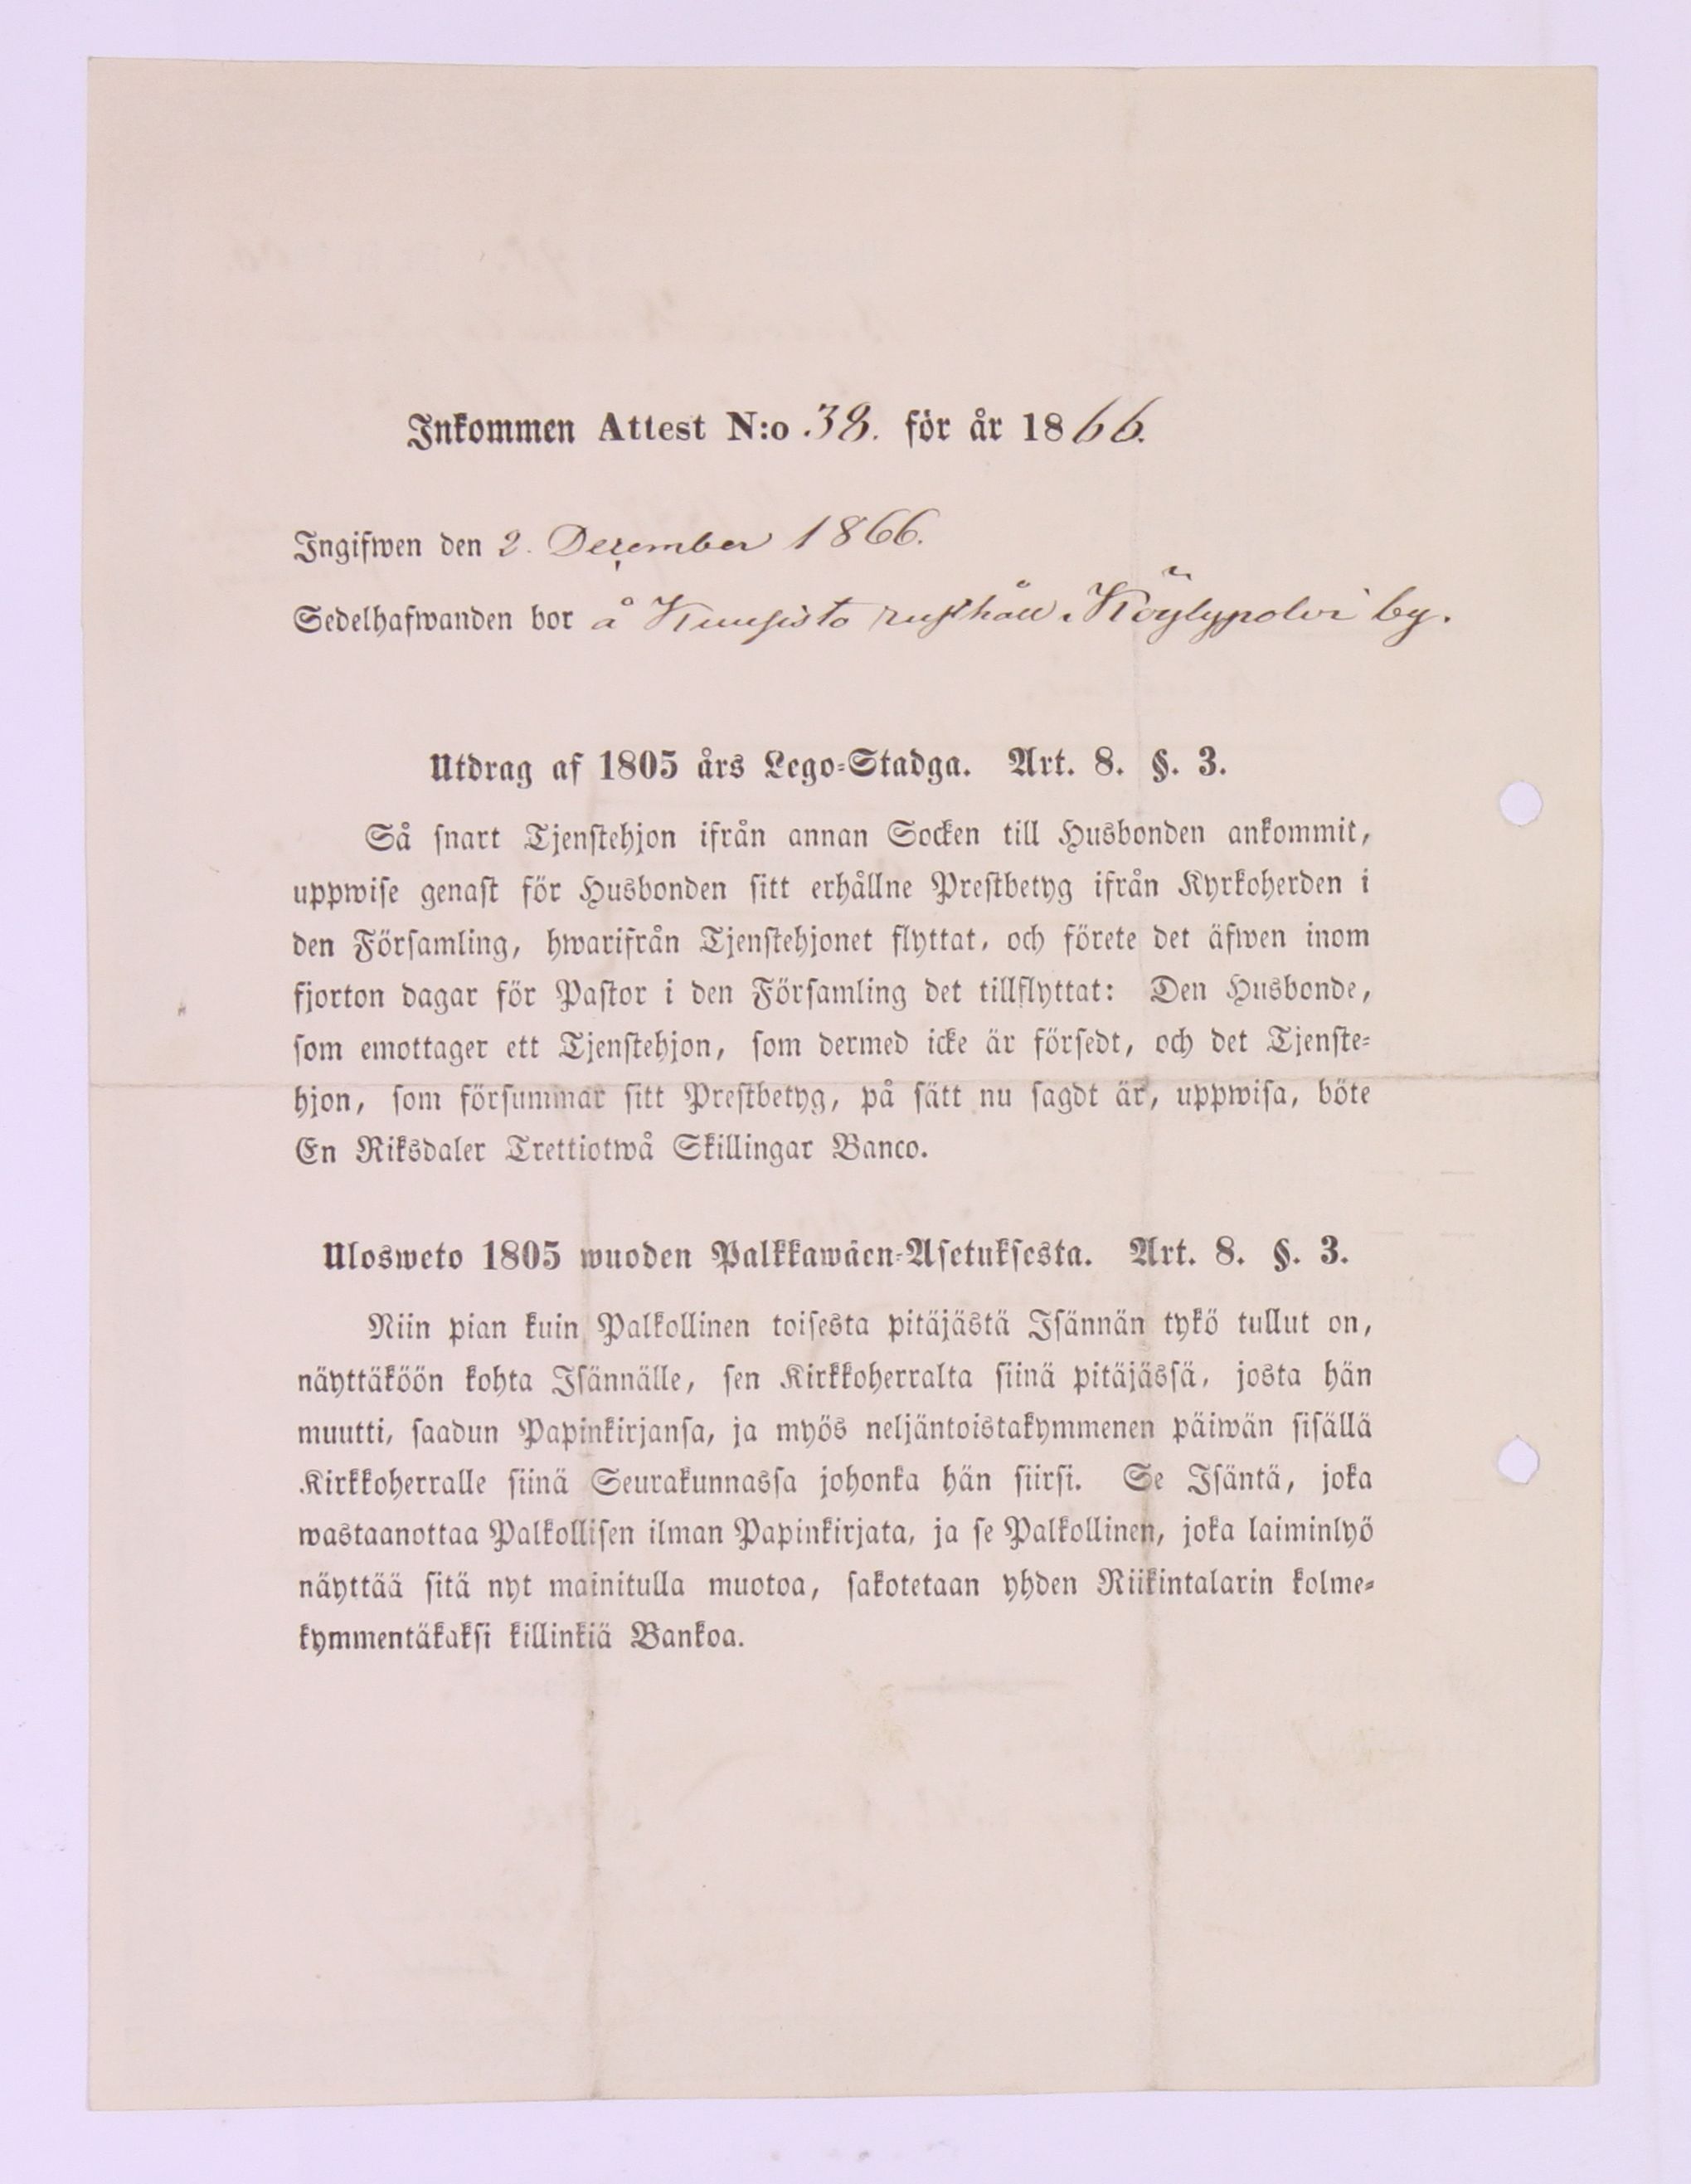 Inkommen Attest N:o 38. för år 1866.
Ingifwen den 2. December 1866.
Sedelhafwanden bor å Kuusisto rusthåll i Köylypolvi by.
Utdrag af 1805 års Lego-Stadga. Art. 8. §. 3.
Så snart Tjenstehjon ifrån annan Socken till Husbonden ankommit,
uppwise genast för Husbonden sitt erhållne Prestbetyg ifrån Kyrkoherden i
den Församling, hwarifrån Tjenstehjonet flyttat, och förete det äfwen inom
fjorton dagar för Pastor i den Församling det tillflyttat: Den Husbonde,
som emottager ett Tjenstehjon, som dermed icke är försedt, och det Tjenste-
hjon, som försummar sitt Prestbetyg, på sätt nu sagdt är, uppwisa, böte
En Riksdaler Trettiotwå Skillingar Banco.
Ulosweto 1805 wuoden Palkkawäen-Asetuksesta. Art. 8. §. 3.
Niin pian kuin Palkollinen toisesta pitäjästä Isännän tykö tullut on,
näyttäköön kohta Isännälle, sen Kirkkoherralta siinä pitäjässä, josta hän
muutti, saadun Papinkirjansa, ja myös neljäntoistakymmenen päiwän sisällä
Kirkkoherralle siinä Seurakunnassa johonka hän siirsi. Se Isäntä, joka
wastaanottaa Palkollisen ilman Papinkirjata, ja se Palkollinen, joka laiminlyö
näyttää sitä nyt mainitulla muotoa, sakotetaan yhden Riikintalarin kolme-
kymmentäkaksi killinkiä Bankoa.